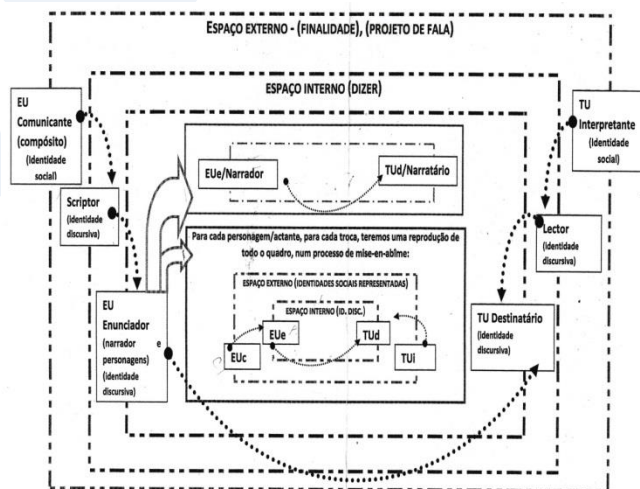 ESPAÇO EXTERNO - (FINALIDADE), (PROJETO DE FALA)
ESPAÇO INTERNO (DIZER)
EU
Comunicante
(compósito)
(Identidade
social)
Scriptor
(identidade
discursiva)
EU
Enunciador
(narrador e
personagens)
(identidade
discursiva)
EUe/Narrador
TUd/Narratário
Para cada personagem/actante, para cada troca, teremos uma reprodução de
todo o quadro, num processo de mise-en-abîme:
ESPAÇO EXTERNO (IDENTIDADES SOCIAIS REPRESENTADAS)
ESPAÇO INTERNO (ID. DISC.)
EUe
TUd
EUc
TUi
TU
Interpretante
(Identidade
social)
Lector
(identidade
discursiva)
TU Destinatário
(identidade
discursiva)